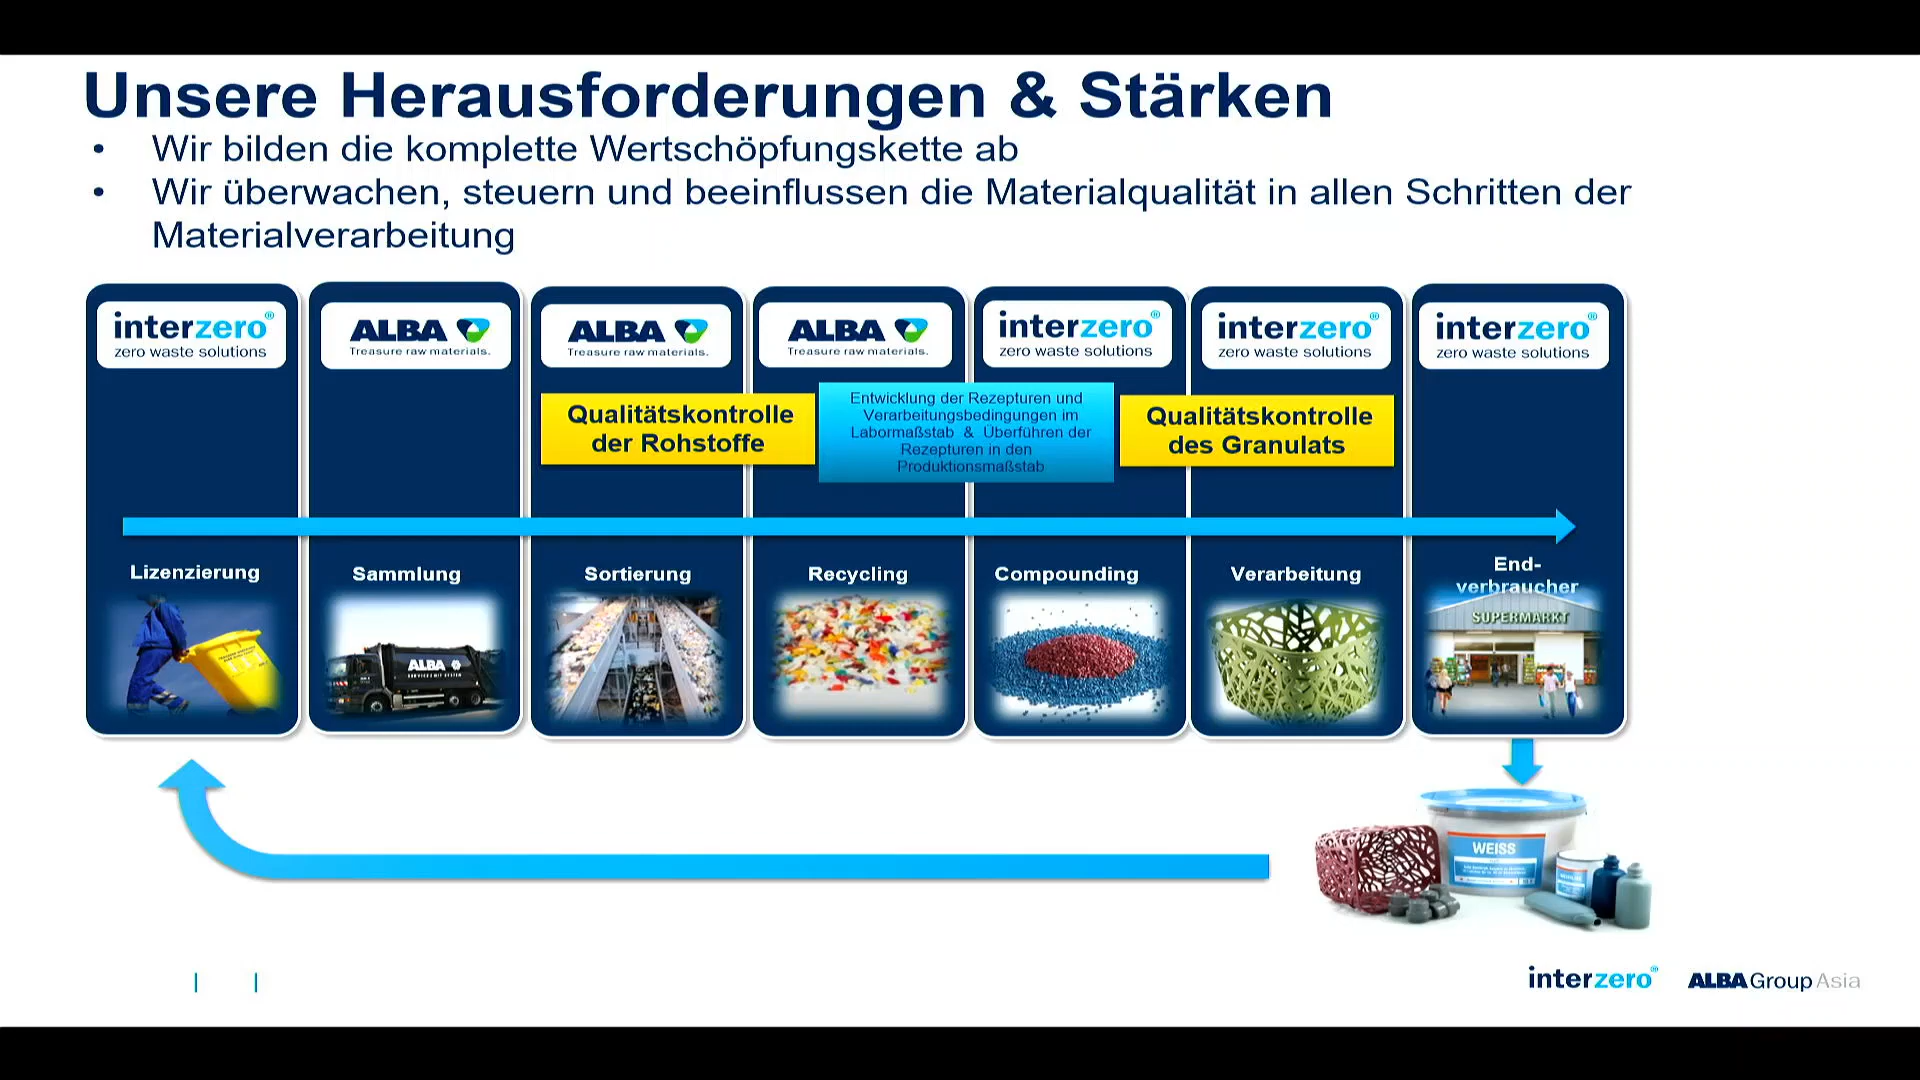 Unsere Herausforderungen & Stärken
• Wir bilden die komplette Wertschöpfungskette ab
• Wir überwachen, steuern und beeinflussen die Materialqualität in allen Schritten der
Materialverarbeitung
interzero®
zero waste solutions
ALBA
Treasure raw materials.
ALBA
Treasure raw materials.
ALBA
Treasure raw materials.
interzero®
zero waste solutions
interzero®
zero waste solutions
interzero®
zero waste solutions
Qualitätskontrolle
der Rohstoffe
Entwicklung der Rezepturen und
Verarbeitungsbedingungen im
Labormaßstab & Überführen der
Rezepturen in den
Produktionsmaßstab
Qualitätskontrolle
des Granulats
Lizenzierung
Sammlung
Sortierung
Recycling
Compounding
Verarbeitung
End-
verbraucher
ALBA
SUPERMARKT
WEISS
interzero®
ALBA Group Asia